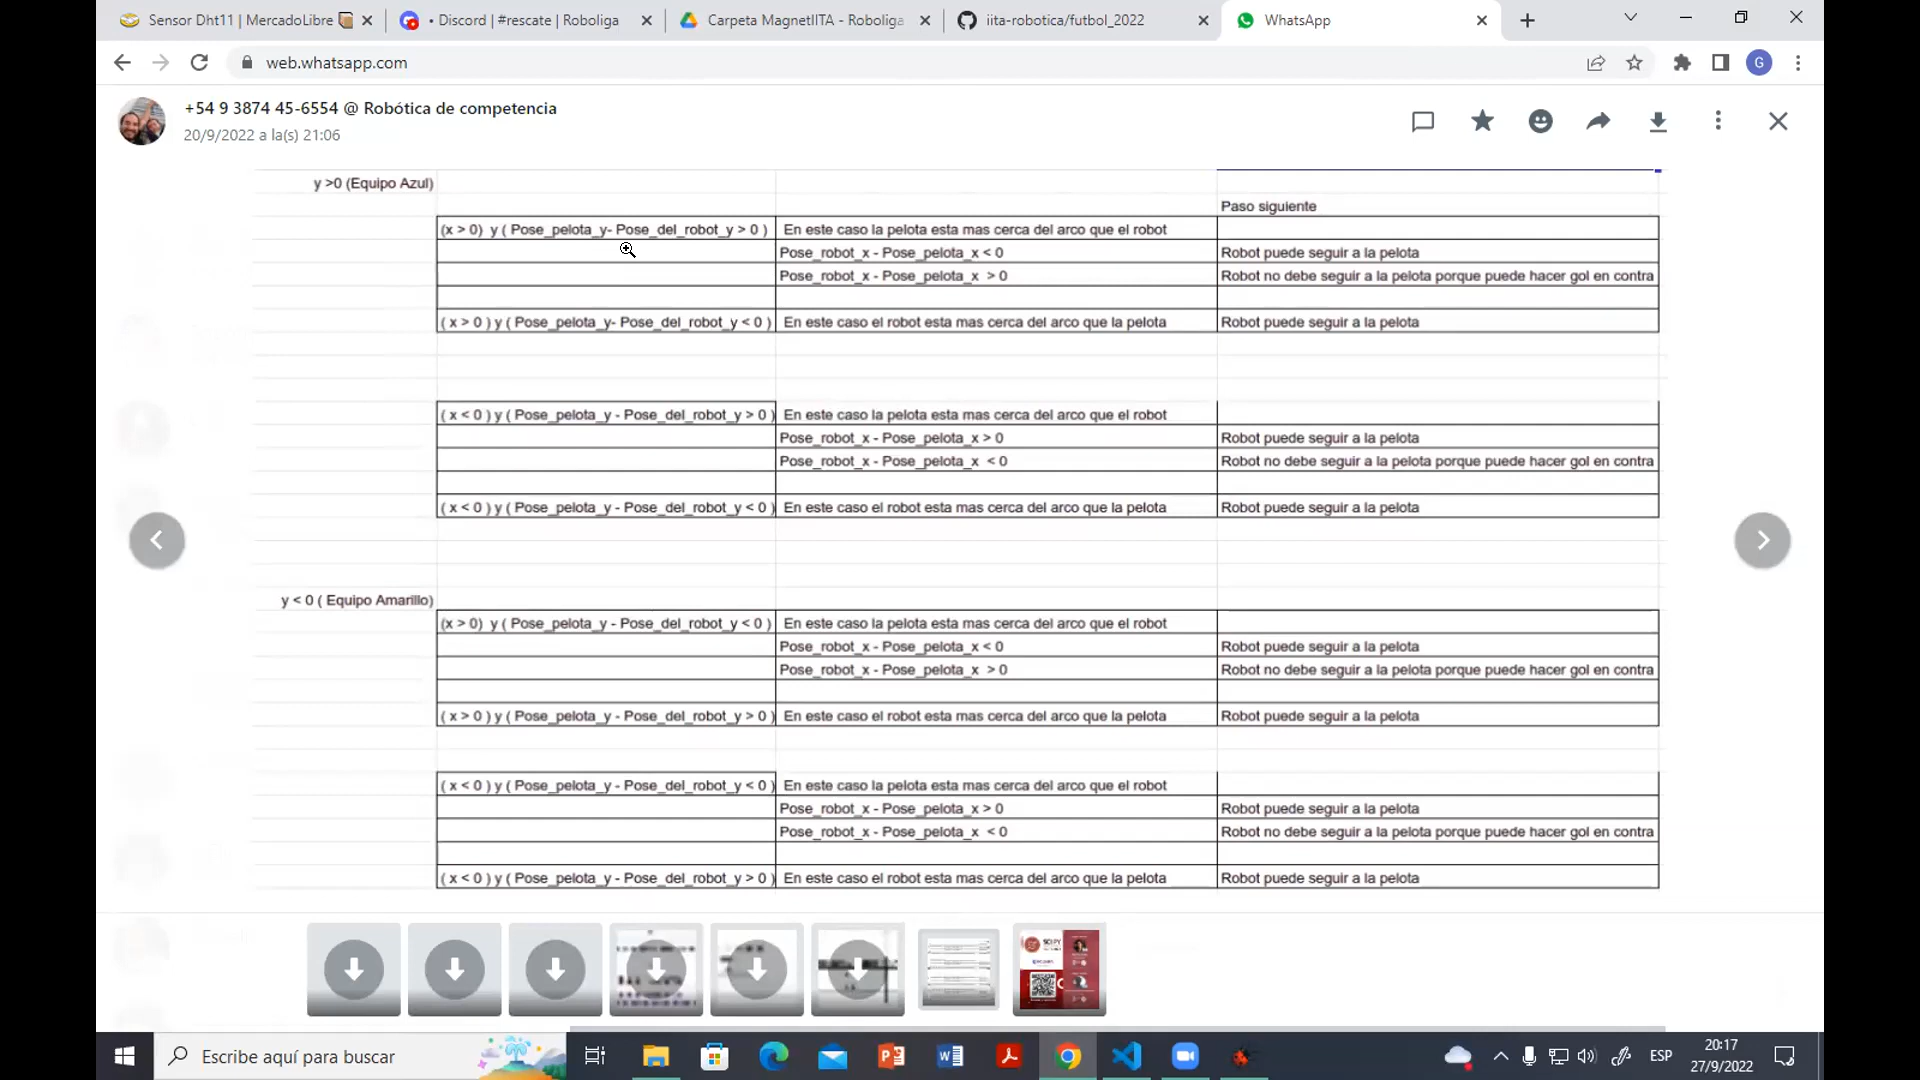 Sensor Dht11 | MercadoLibre
• Discord | #rescate | Roboliga
Carpeta MagnetIITA - Roboliga
iita-robotica/futbol_2022
WhatsApp
web.whatsapp.com
G
+54 9 3874 45-6554 @ Robótica de competencia
20/9/2022 a la(s) 21:06
y >0 (Equipo Azul)
Paso siguiente
(x > 0) y ( Pose_pelota_y- Pose_del_robot_y > 0 ) En este caso la pelota esta mas cerca del arco que el robot
Pose_robot_x - Pose_pelota_x < 0 Robot puede seguir a la pelota
Pose_robot_x - Pose_pelota_x > 0 Robot no debe seguir a la pelota porque puede hacer gol en contra
( x > 0 ) y ( Pose_pelota_y- Pose_del_robot_y < 0 ) En este caso el robot esta mas cerca del arco que la pelota Robot puede seguir a la pelota
( x < 0 ) y ( Pose_pelota_y - Pose_del_robot_y > 0 ) En este caso la pelota esta mas cerca del arco que el robot
Pose_robot_x - Pose_pelota_x > 0 Robot puede seguir a la pelota
Pose_robot_x - Pose_pelota_x < 0 Robot no debe seguir a la pelota porque puede hacer gol en contra
( x < 0 ) y ( Pose_pelota_y - Pose_del_robot_y < 0 ) En este caso el robot esta mas cerca del arco que la pelota Robot puede seguir a la pelota
y < 0 ( Equipo Amarillo)
(x > 0) y ( Pose_pelota_y - Pose_del_robot_y < 0 ) En este caso la pelota esta mas cerca del arco que el robot
Pose_robot_x - Pose_pelota_x < 0 Robot puede seguir a la pelota
Pose_robot_x - Pose_pelota_x > 0 Robot no debe seguir a la pelota porque puede hacer gol en contra
( x > 0 ) y ( Pose_pelota_y - Pose_del_robot_y > 0 ) En este caso el robot esta mas cerca del arco que la pelota Robot puede seguir a la pelota
( x < 0 ) y ( Pose_pelota_y - Pose_del_robot_y < 0 ) En este caso la pelota esta mas cerca del arco que el robot
Pose_robot_x - Pose_pelota_x > 0 Robot puede seguir a la pelota
Pose_robot_x - Pose_pelota_x < 0 Robot no debe seguir a la pelota porque puede hacer gol en contra
( x < 0 ) y ( Pose_pelota_y - Pose_del_robot_y > 0 ) En este caso el robot esta mas cerca del arco que la pelota Robot puede seguir a la pelota
Escribe aquí para buscar
ESP
20:17
27/9/2022